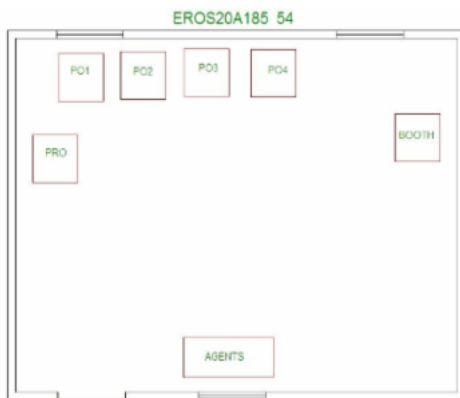 EROS20A185 54
PO1
PO2
PO3
PO4
BOOTH
PRO
AGENTS